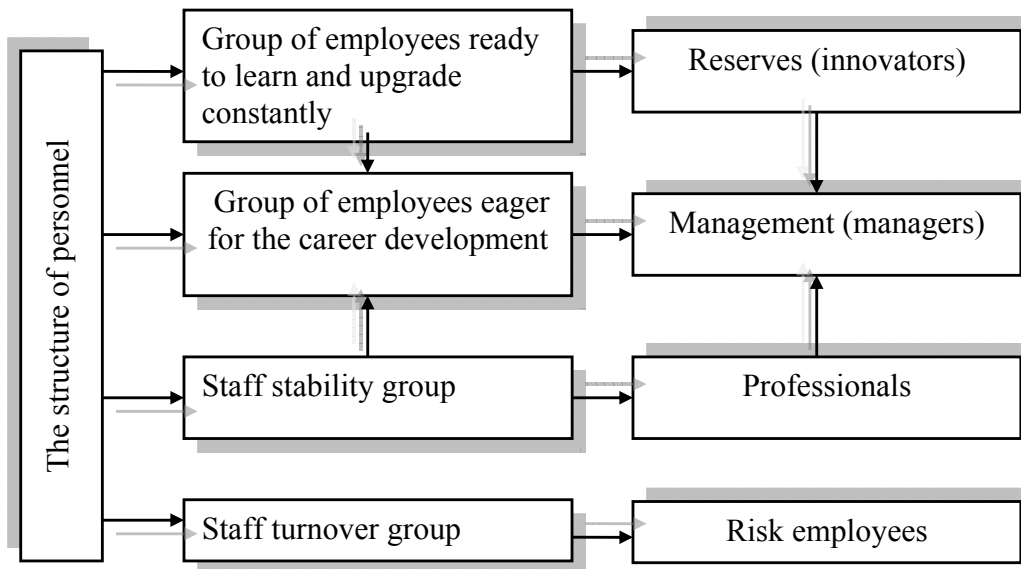 The structure of personnel
Group of employees ready
to learn and upgrade
constantly
Reserves (innovators)
Group of employees eager
for the career development
Management (managers)
Staff stability group
Professionals
Staff turnover group
Risk employees